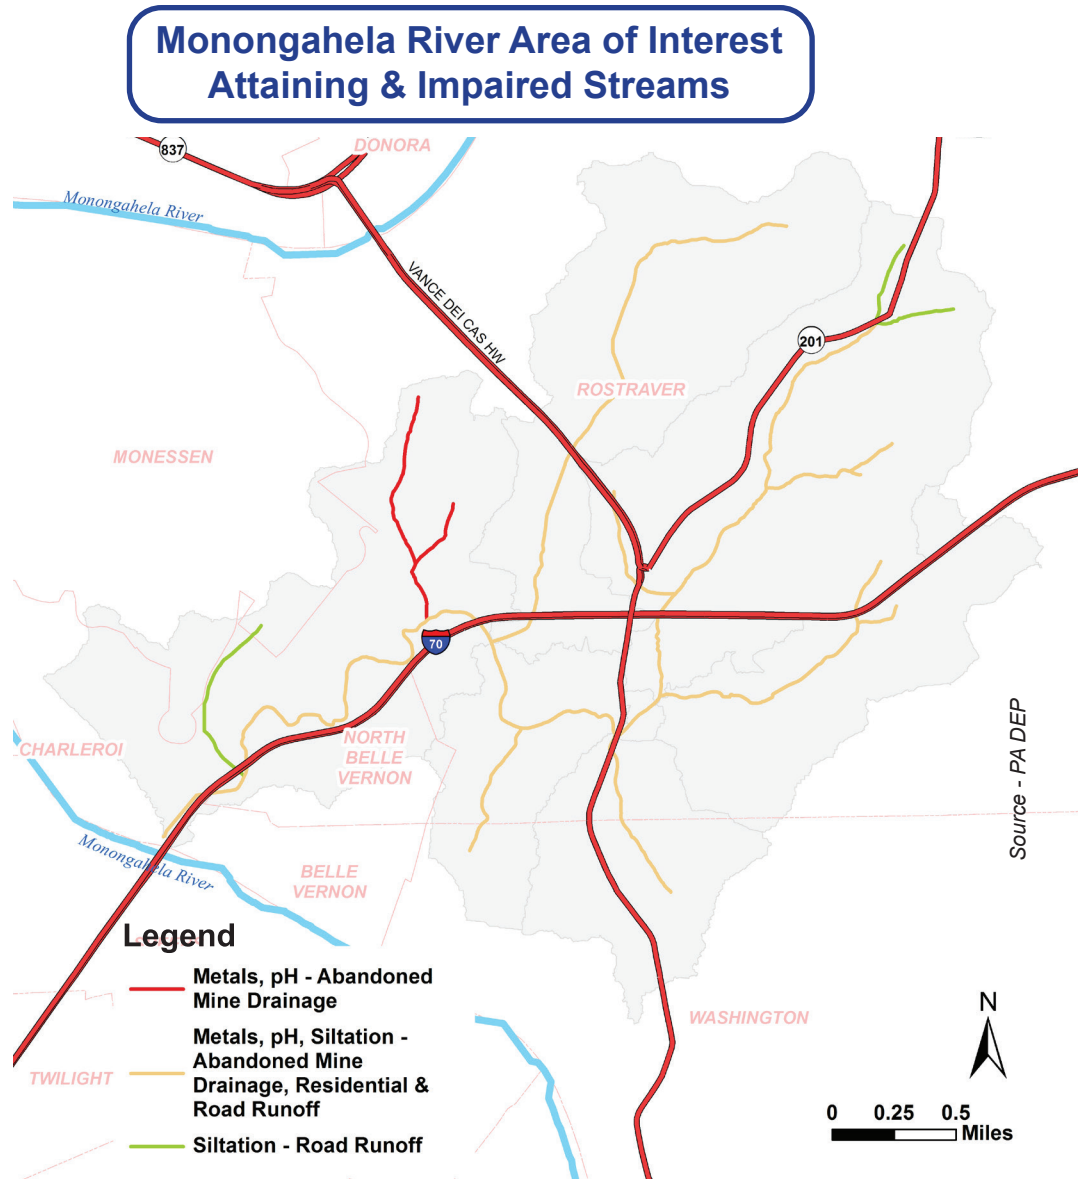 Monongahela River Area of Interest
Attaining & Impaired Streams
837
DONORA
Monongahela River
VANCE DEI CAS HW
201
ROSTRAVER
MONESSEN
70
CHARLEROI
NORTH
BELLE
VERNON
Source - PA DEP
Monongahela River
BELLE
VERNON
Legend
Metals, pH - Abandoned
Mine Drainage
Metals, pH, Siltation -
Abandoned Mine
Drainage, Residential &
Road Runoff
Siltation - Road Runoff
WASHINGTON
TWILIGHT
N
0 0.25 0.5
Miles